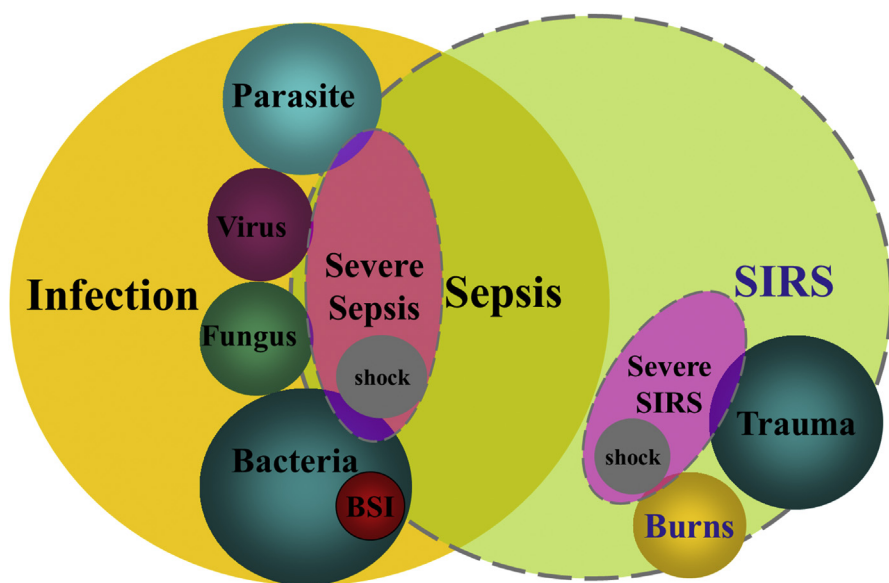 Parasite
Virus
Infection
Fungus
Severe
Sepsis
shock
Sepsis
Bacteria
BSI
SIRS
Severe
SIRS
shock
Trauma
Burns